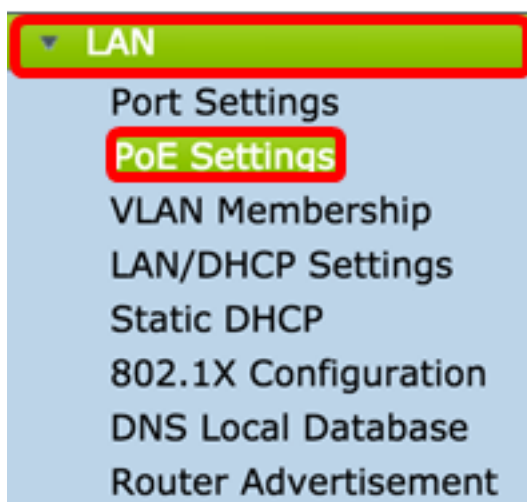 LAN
Port Settings
PoE Settings
VLAN Membership
LAN/DHCP Settings
Static DHCP
802.1X Configuration
DNS Local Database
Router Advertisement